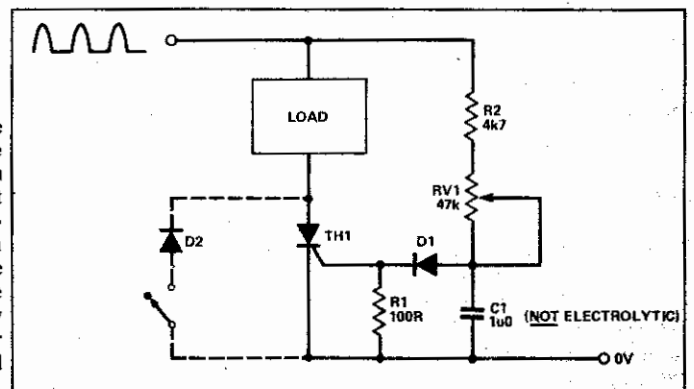 R2
4k7
LOAD
RV1
47k
D2
TH1
D1
R1
100R
C1
1u0
(NOT ELECTROLYTIC)
0V